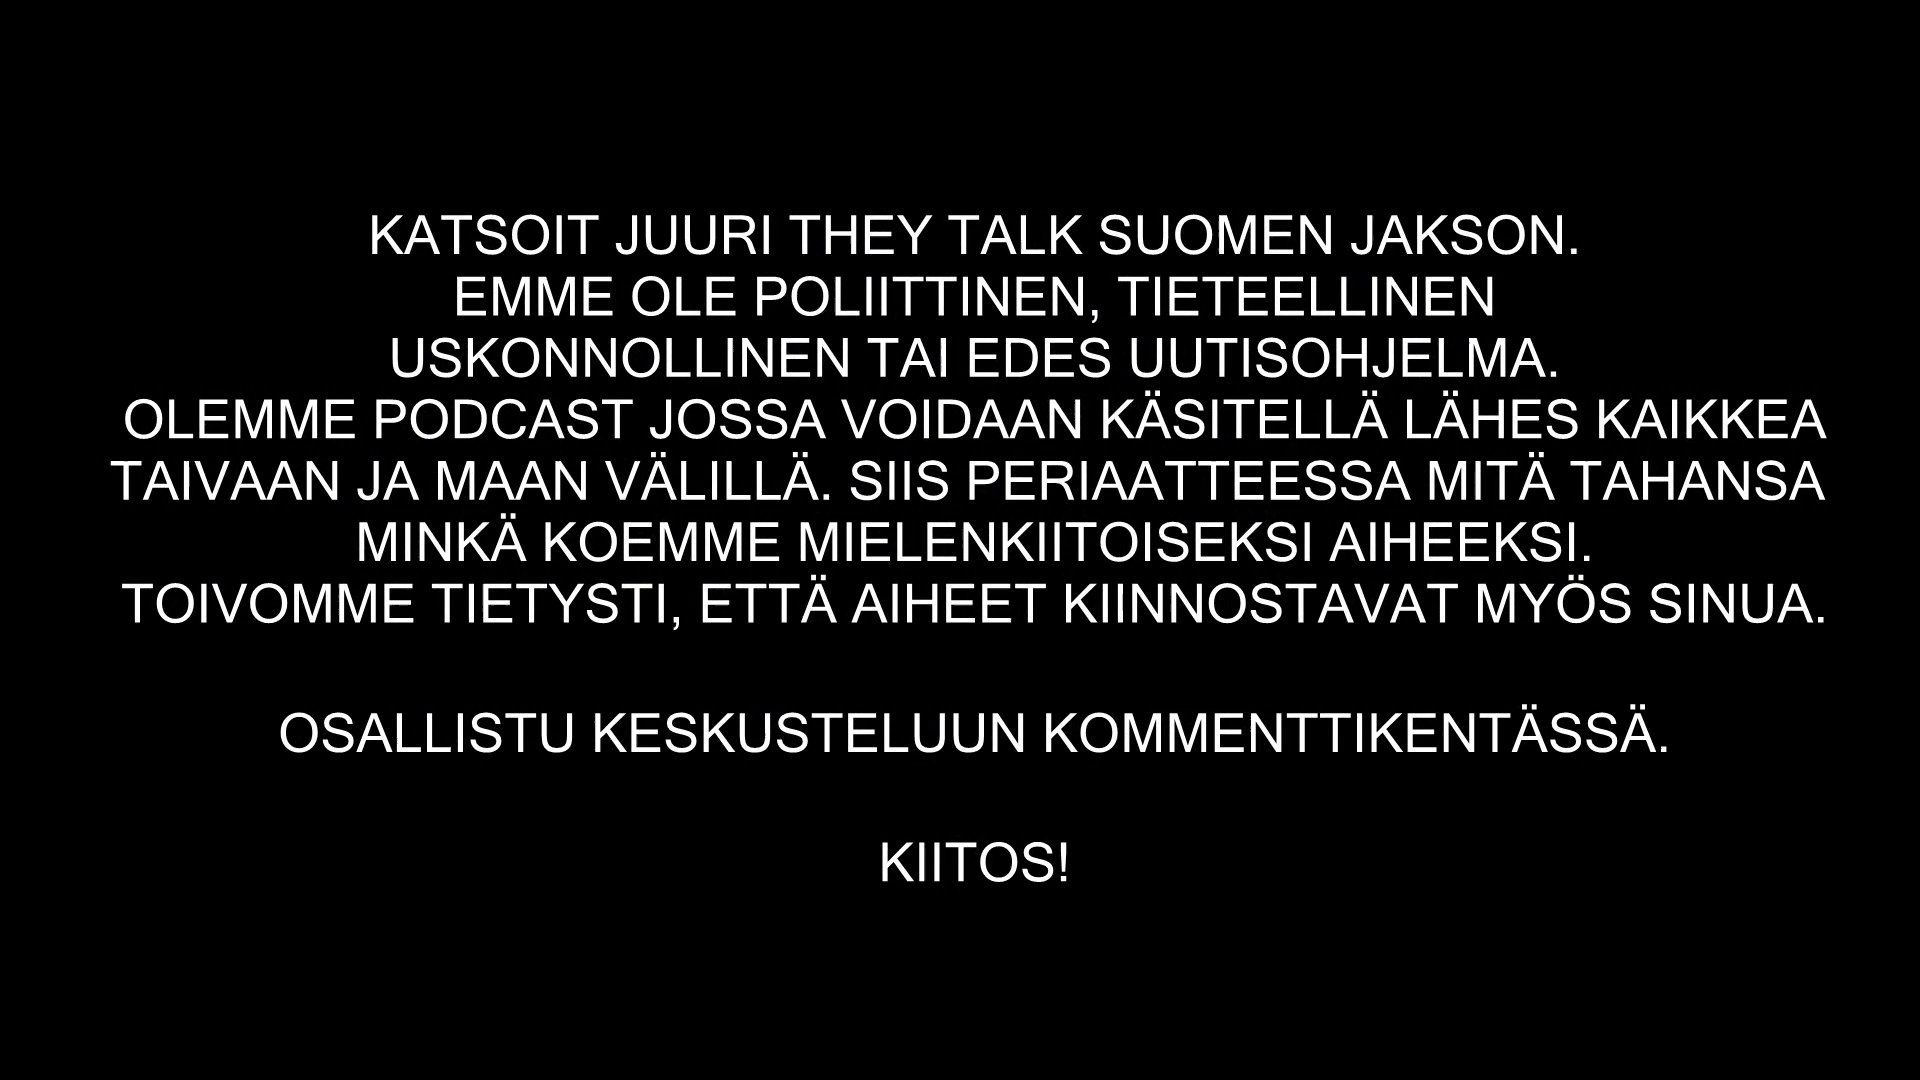 KATSOIT JUURI THEY TALK SUOMEN JAKSON.
EMME OLE POLIITTINEN, TIETEELLINEN
USKONNOLLINEN TAI EDES UUTISOHJELMA.
OLEMME PODCAST JOSSA VOIDAAN KÄSITELLÄ LÄHES KAIKKEA
TAIVAAN JA MAAN VÄLILLÄ. SIIS PERIAATTEESSA MITÄ TAHANSA
MINKÄ KOEMME MIELENKIITOISEKSI AIHEEKSI.
TOIVOMME TIETYSTI, ETTÄ AIHEET KIINNOSTAVAT MYÖS SINUA.
OSALLISTU KESKUSTELUUN KOMMENTTIKENTÄSSÄ.
KIITOS!